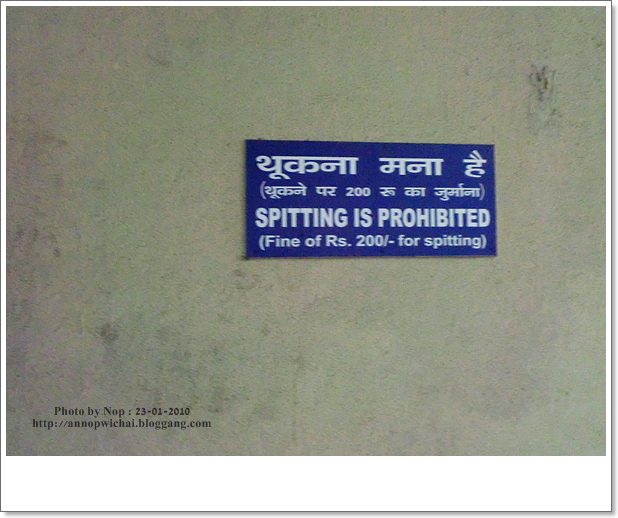 थूकना मना है
(थूकने पर 200 रू का जुर्माना)
SPITTING IS PROHIBITED
(Fine of Rs. 200/- for spitting)
Photo by Nop : 23-01-2010
http://annopwichai.bloggang.com